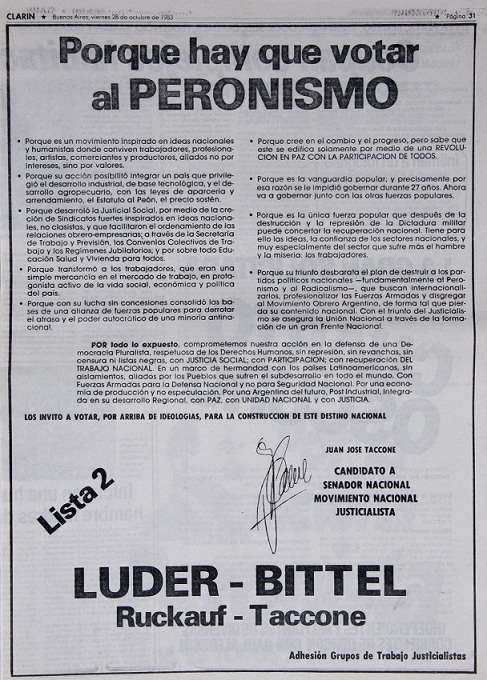 CLARIN ★ Buenos Aires, viernes 28 de octubre de 1983 ★ Página 31
Porque hay que votar
al PERONISMO
• Porque es un movimiento inspirado en ideas nacionales
y humanistas donde conviven trabajadores, profesiona-
les, artistas, comerciantes y productores, aliados no por
intereses, sino por valores.
• Porque su acción posibilitó integrar un país que privile-
gió el desarrollo industrial, de base tecnológica, y el de-
sarrollo agropecuario, con las leyes de aparcería y
arrendamiento, el Estatuto al Peón, el precio sostén.
• Porque desarrolló la Justicia Social, por medio de la crea-
ción de Sindicatos fuertes inspirados en ideas naciona-
les, no clasistas, y que facilitaron el ordenamiento de las
relaciones obrero-empresarias; a través de la Secretaría
de Trabajo y Previsión, los Convenios Colectivos de Tra-
bajo y los Regímenes Jubilatorios; y por sobre todo Edu-
cación Salud y Vivienda para todos.
• Porque transformó a los trabajadores, que eran una
simple mercancía en el mercado de trabajo, en prota-
gonista activo de la vida social, económica y política
del país.
• Porque con su lucha sin concesiones consolidó las ba-
ses de una alianza de fuerzas populares para derrotar
el atraso y el poder autocrático de una minoría antina-
cional.
• Porque cree en el cambio y el progreso, pero sabe que
este se edifica solamente por medio de una REVOLU-
CION EN PAZ CON LA PARTICIPACION DE TODOS.
• Porque es la vanguardia popular; y precisamente por
esa razón se le impidió gobernar durante 27 años. Ahora
va a gobernar junto con las otras fuerzas populares.
• Porque es la única fuerza popular que después de la
destrucción y la represión de la Dictadura militar
puede concertar la recuperación nacional. Tiene para
ello las ideas, la confianza de los sectores nacionales, y
muy especialmente del sector que sufre más el hambre
y la miseria: los trabajadores.
• Porque su triunfo desbarata el plan de destruir a los par-
tidos políticos nacionales —fundamentalmente al Pero-
nismo y al Radicalismo—, que buscan internacionali-
zarlos, profesionalizar las Fuerzas Armadas y disgregar
al Movimiento Obrero Argentino, de forma tal que pier-
da su contenido nacional. Con el triunfo del Justicialis-
mo se asegura la Unión Nacional a través de la forma-
ción de un gran Frente Nacional.
POR todo lo expuesto, comprometemos nuestra acción en la defensa de una De-
mocracia Pluralista, respetuosa de los Derechos Humanos, sin represión, sin revanchas, sin
censura ni listas negras, con JUSTICIA SOCIAL; con PARTICIPACION; con recuperación DEL
TRABAJO NACIONAL. En un marco de hermandad con los países Latinoamericanos, sin
aislamientos, aliados por los Pueblos que sufren el subdesarrollo en todo el mundo. Con
Fuerzas Armadas para la Defensa Nacional y no para Seguridad Nacional. Por una econo-
mía de producción y no especulación. Por una Argentina del futuro, Post Industrial, Integra-
da en su desarrollo Regional, con PAZ, con UNIDAD NACIONAL y con JUSTICIA.
LOS INVITO A VOTAR, POR ARRIBA DE IDEOLOGIAS, PARA LA CONSTRUCCION DE ESTE DESTINO NACIONAL
Lista 2
JUAN JOSE TACCONE
CANDIDATO A
SENADOR NACIONAL
MOVIMIENTO NACIONAL
JUSTICIALISTA
LUDER - BITTEL
Ruckauf - Taccone
Adhesión Grupos de Trabajo Justicialistas